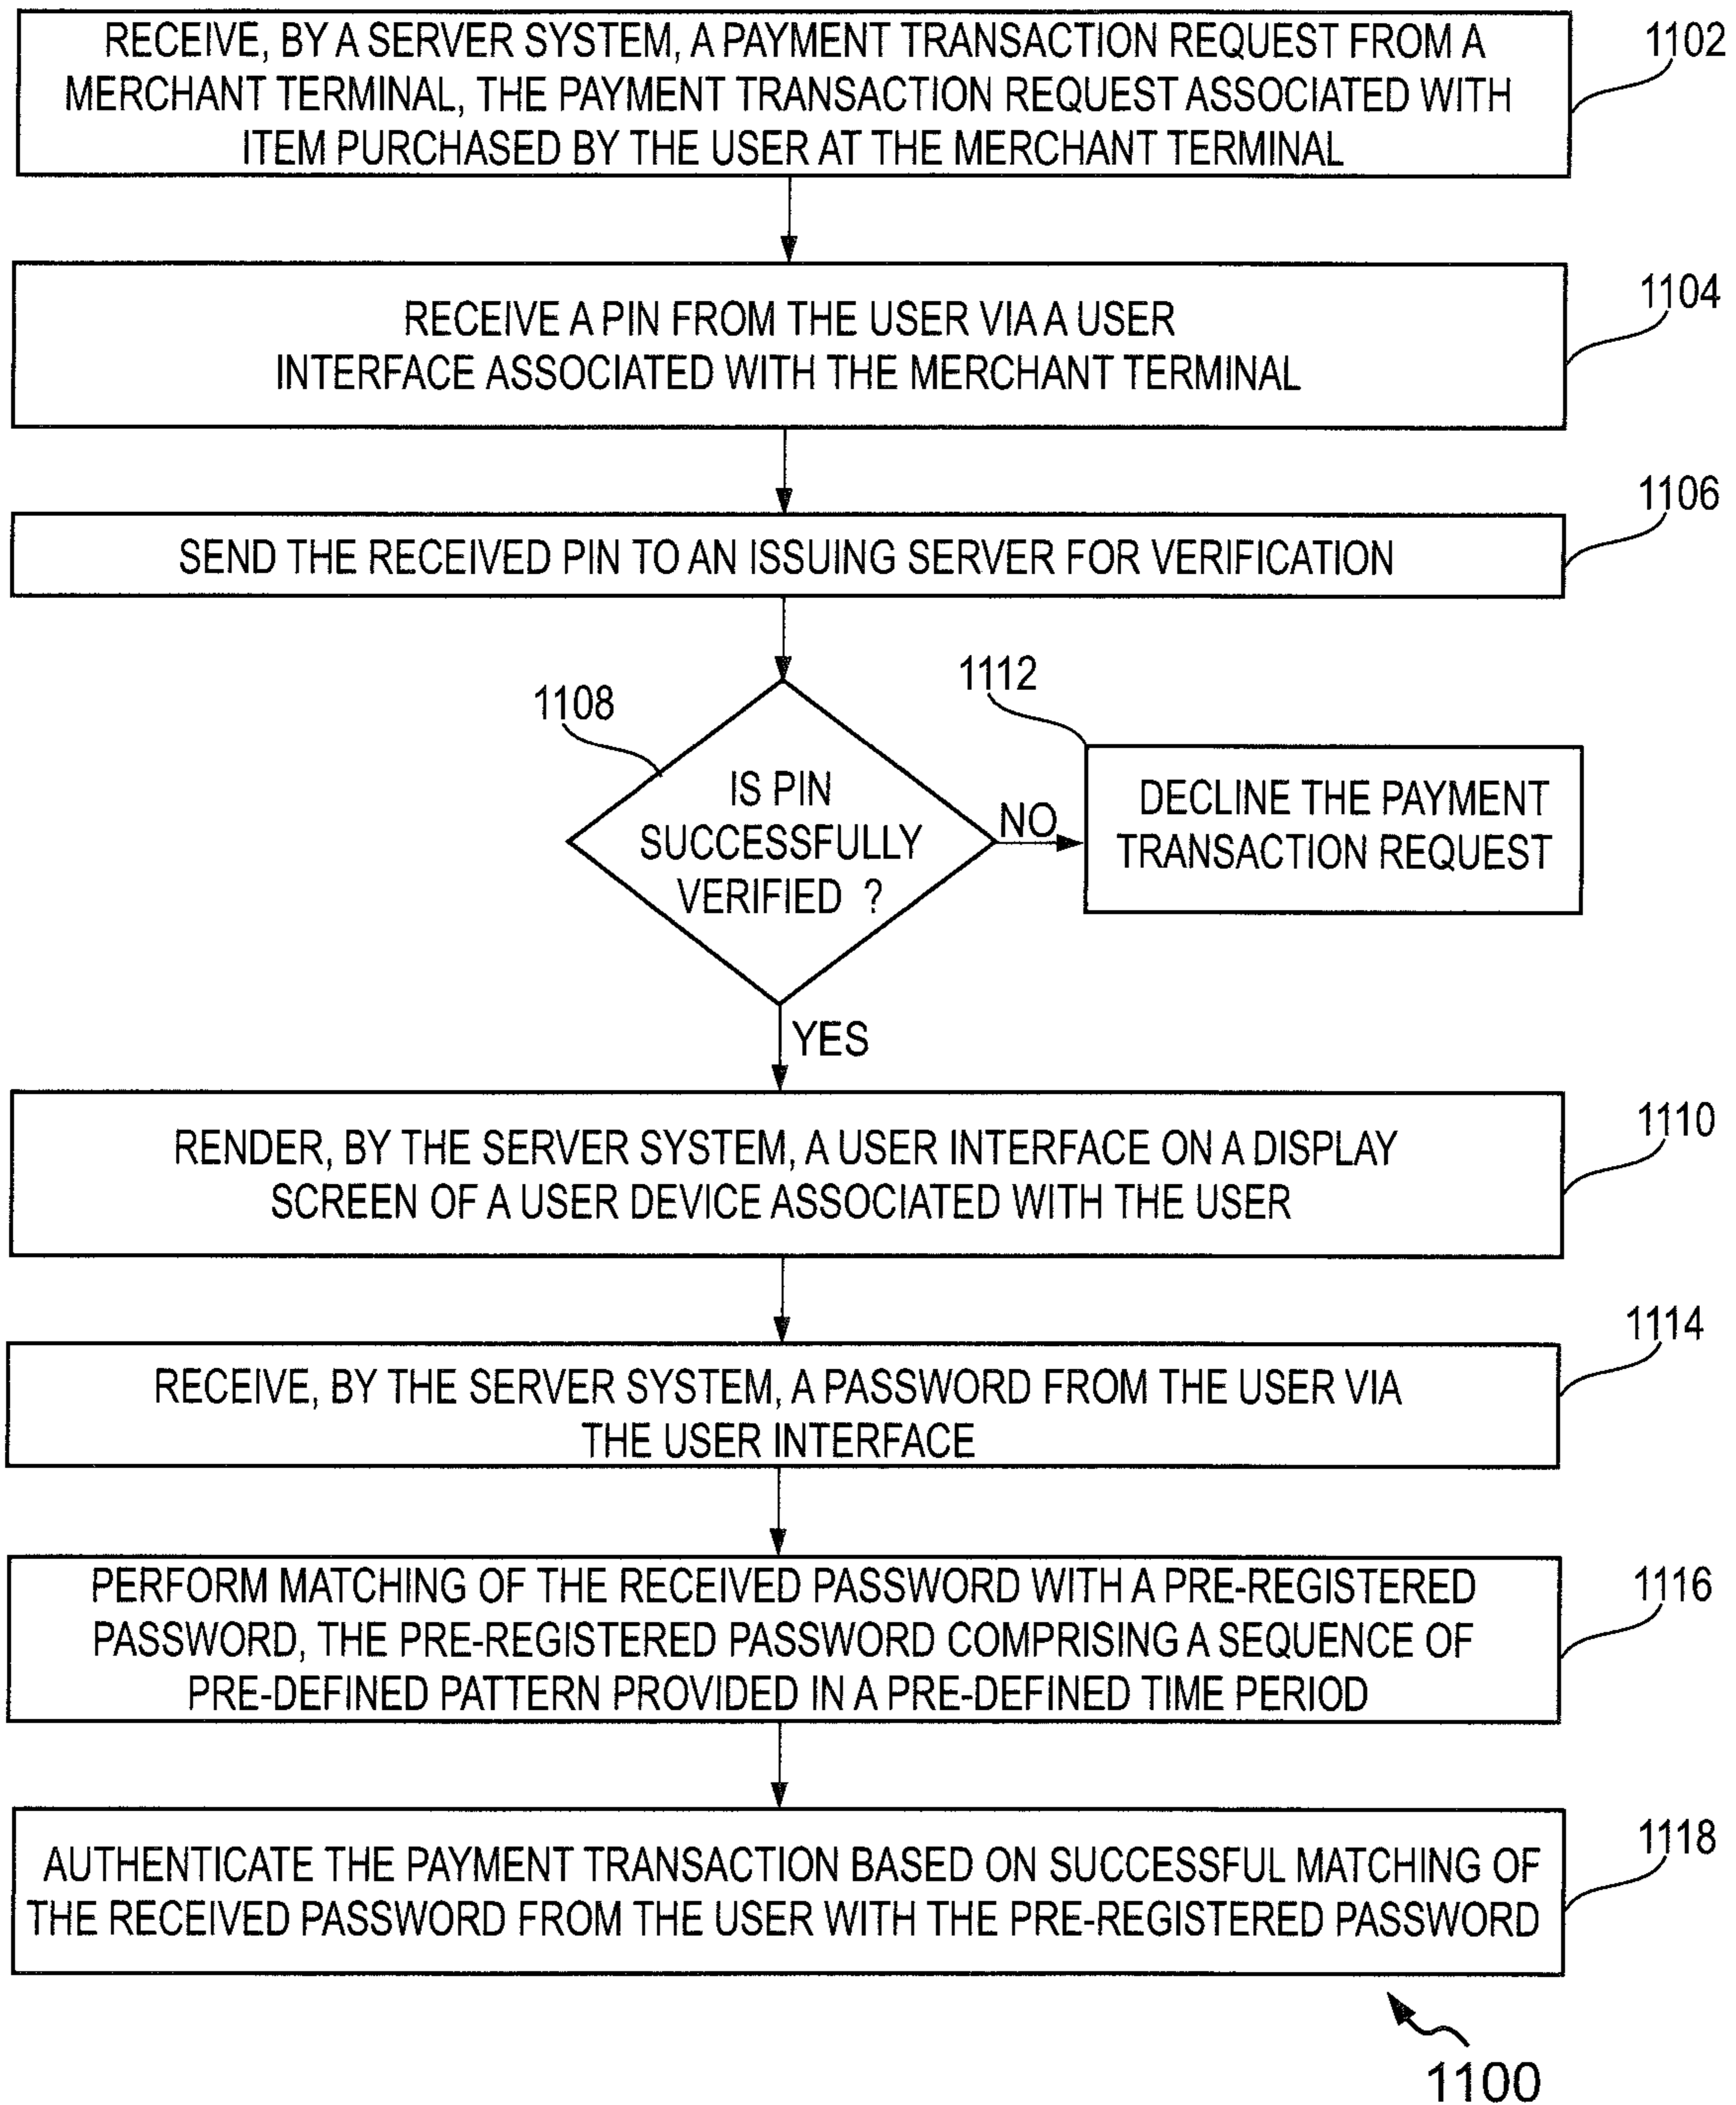 RECEIVE, BY A SERVER SYSTEM, A PAYMENT TRANSACTION REQUEST FROM A
MERCHANT TERMINAL, THE PAYMENT TRANSACTION REQUEST ASSOCIATED WITH
ITEM PURCHASED BY THE USER AT THE MERCHANT TERMINAL
1102
RECEIVE A PIN FROM THE USER VIA A USER
INTERFACE ASSOCIATED WITH THE MERCHANT TERMINAL
1104
SEND THE RECEIVED PIN TO AN ISSUING SERVER FOR VERIFICATION
1106
1108
IS PIN
SUCCESSFULLY
VERIFIED ?
NO
1112
DECLINE THE PAYMENT
TRANSACTION REQUEST
YES
RENDER, BY THE SERVER SYSTEM, A USER INTERFACE ON A DISPLAY
SCREEN OF A USER DEVICE ASSOCIATED WITH THE USER
1110
RECEIVE, BY THE SERVER SYSTEM, A PASSWORD FROM THE USER VIA
THE USER INTERFACE
1114
PERFORM MATCHING OF THE RECEIVED PASSWORD WITH A PRE-REGISTERED
PASSWORD, THE PRE-REGISTERED PASSWORD COMPRISING A SEQUENCE OF
PRE-DEFINED PATTERN PROVIDED IN A PRE-DEFINED TIME PERIOD
1116
AUTHENTICATE THE PAYMENT TRANSACTION BASED ON SUCCESSFUL MATCHING OF
THE RECEIVED PASSWORD FROM THE USER WITH THE PRE-REGISTERED PASSWORD
1118
1100